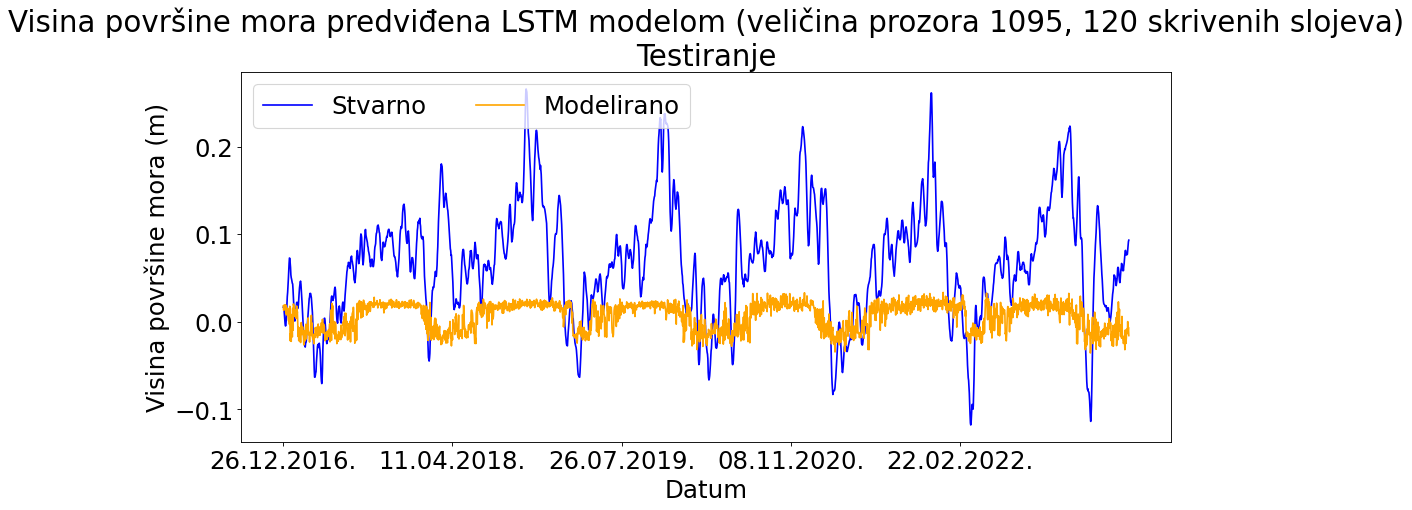 Visina površine mora predviđena LSTM modelom (veličina prozora 1095, 120 skrivenih slojeva)
Testiranje
Stvarno Modelirano
Visina površine mora (m)
0.2
0.1
0.0
−0.1
26.12.2016. 11.04.2018. 26.07.2019. 08.11.2020. 22.02.2022.
Datum